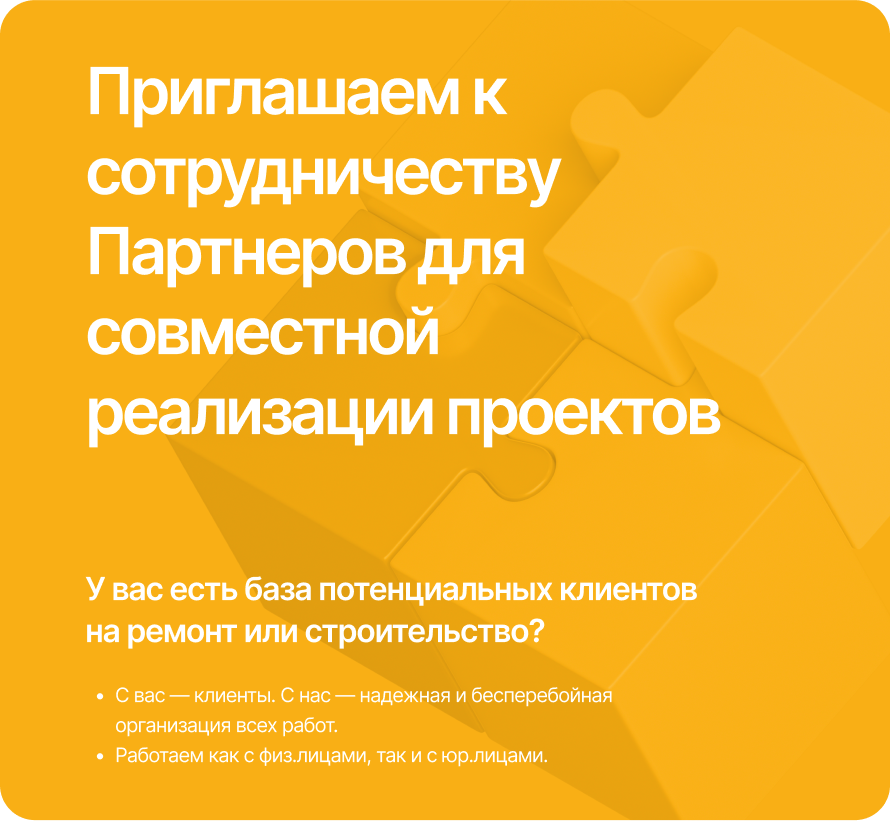 Приглашаем к
сотрудничеству
Партнеров для
совместной
реализации проектов
У вас есть база потенциальных клиентов
на ремонт или строительство?
• С вас — клиенты. С нас — надежная и бесперебойная
организация всех работ.
• Работаем как с физ.лицами, так и с юр.лицами.